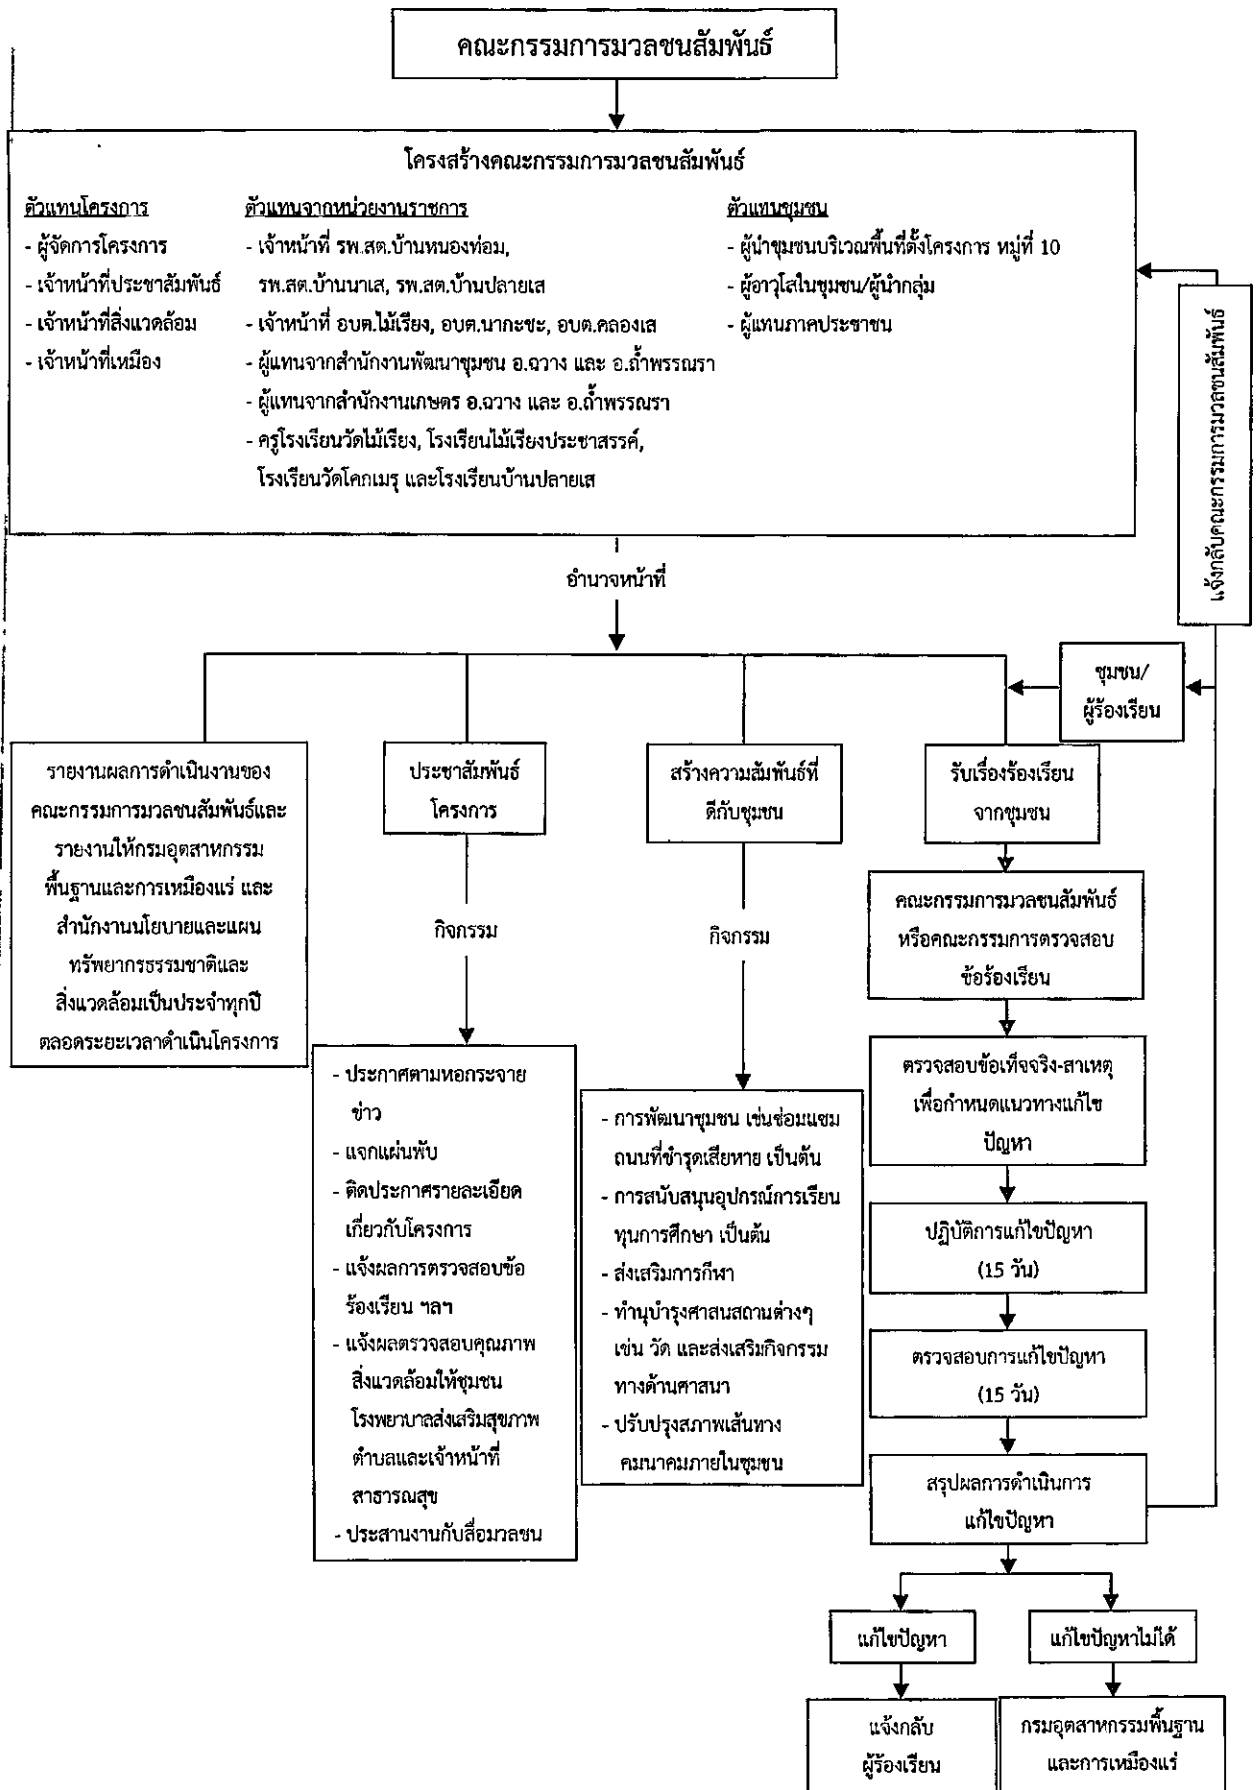 คณะกรรมการมวลชนสัมพันธ์
โครงสร้างคณะกรรมการมวลชนสัมพันธ์
ตัวแทนโครงการ
- ผู้จัดการโครงการ
- เจ้าหน้าที่ประชาสัมพันธ์
- เจ้าหน้าที่สิ่งแวดล้อม
- เจ้าหน้าที่เหมือง
ตัวแทนจากหน่วยงานราชการ
- เจ้าหน้าที่ รพ.สต.บ้านหนองท่อม,
รพ.สต.บ้านนาเส, รพ.สต.บ้านปลายเส
- เจ้าหน้าที่ อบต.ไม้เรียง, อบต.นากะชะ, อบต.คลองเส
- ผู้แทนจากสำนักงานพัฒนาชุมชน อ.ฉวาง และ อ.ถ้ำพรรณรา
- ผู้แทนจากสำนักงานเกษตร อ.ฉวาง และ อ.ถ้ำพรรณรา
- ครูโรงเรียนวัดไม้เรียง, โรงเรียนไม้เรียงประชาสรรค์,
โรงเรียนวัดโคกเมรุ และโรงเรียนบ้านปลายเส
ตัวแทนชุมชน
- ผู้นำชุมชนบริเวณพื้นที่ตั้งโครงการ หมู่ที่ 10
- ผู้อาวุโสในชุมชน/ผู้นำกลุ่ม
- ผู้แทนภาคประชาชน
แจ้งกลับคณะกรรมการมวลชนสัมพันธ์
อำนาจหน้าที่
ชุมชน/
ผู้ร้องเรียน
รายงานผลการดำเนินงานของ
คณะกรรมการมวลชนสัมพันธ์และ
รายงานให้กรมอุตสาหกรรม
พื้นฐานและการเหมืองแร่ และ
สำนักงานนโยบายและแผน
ทรัพยากรธรรมชาติและ
สิ่งแวดล้อมเป็นประจำทุกปี
ตลอดระยะเวลาดำเนินโครงการ
ประชาสัมพันธ์
โครงการ
กิจกรรม
- ประกาศตามหอกระจาย
ข่าว
- แจกแผ่นพับ
- ติดประกาศรายละเอียด
เกี่ยวกับโครงการ
- แจ้งผลการตรวจสอบข้อ
ร้องเรียน ฯลฯ
- แจ้งผลตรวจสอบคุณภาพ
สิ่งแวดล้อมให้ชุมชน
โรงพยาบาลส่งเสริมสุขภาพ
ตำบลและเจ้าหน้าที่
สาธารณสุข
- ประสานงานกับสื่อมวลชน
สร้างความสัมพันธ์ที่
ดีกับชุมชน
กิจกรรม
- การพัฒนาชุมชน เช่นซ่อมแซม
ถนนที่ชำรุดเสียหาย เป็นต้น
- การสนับสนุนอุปกรณ์การเรียน
ทุนการศึกษา เป็นต้น
- ส่งเสริมการกีฬา
- ทำนุบำรุงศาสนสถานต่างๆ
เช่น วัด และส่งเสริมกิจกรรม
ทางด้านศาสนา
- ปรับปรุงสภาพเส้นทาง
คมนาคมภายในชุมชน
รับเรื่องร้องเรียน
จากชุมชน
คณะกรรมการมวลชนสัมพันธ์
หรือคณะกรรมการตรวจสอบ
ข้อร้องเรียน
ตรวจสอบข้อเท็จจริง-สาเหตุ
เพื่อกำหนดแนวทางแก้ไข
ปัญหา
ปฏิบัติการแก้ไขปัญหา
(15 วัน)
ตรวจสอบการแก้ไขปัญหา
(15 วัน)
สรุปผลการดำเนินการ
แก้ไขปัญหา
แก้ไขปัญหา
แก้ไขปัญหาไม่ได้
แจ้งกลับ
ผู้ร้องเรียน
กรมอุตสาหกรรมพื้นฐาน
และการเหมืองแร่